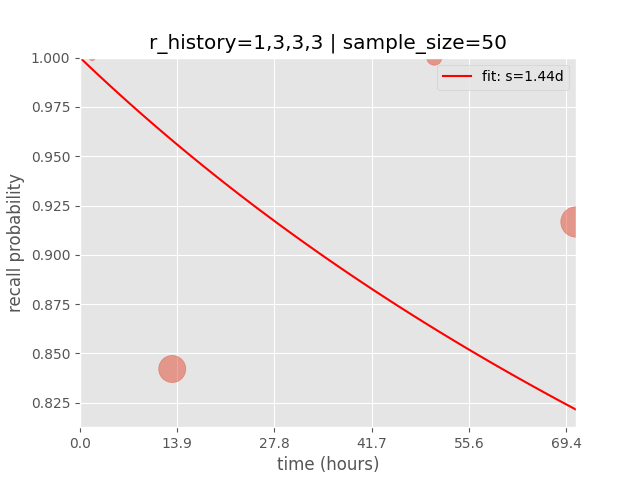 r_history=1,3,3,3 | sample_size=50
fit: s=1.44d
recall probability
1.000
0.975
0.950
0.925
0.900
0.875
0.850
0.825
0.0 13.9 27.8 41.7 55.6 69.4
time (hours)